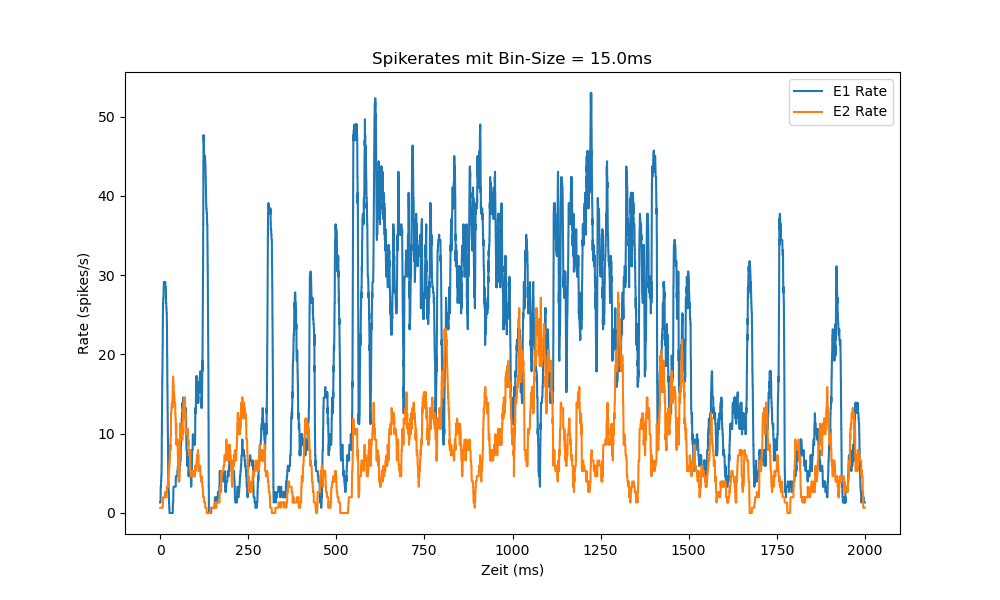 Spikerates mit Bin-Size = 15.0ms
E1 Rate
E2 Rate
50
40
30
20
10
0
Rate (spikes/s)
0 250 500 750 1000 1250 1500 1750 2000
Zeit (ms)